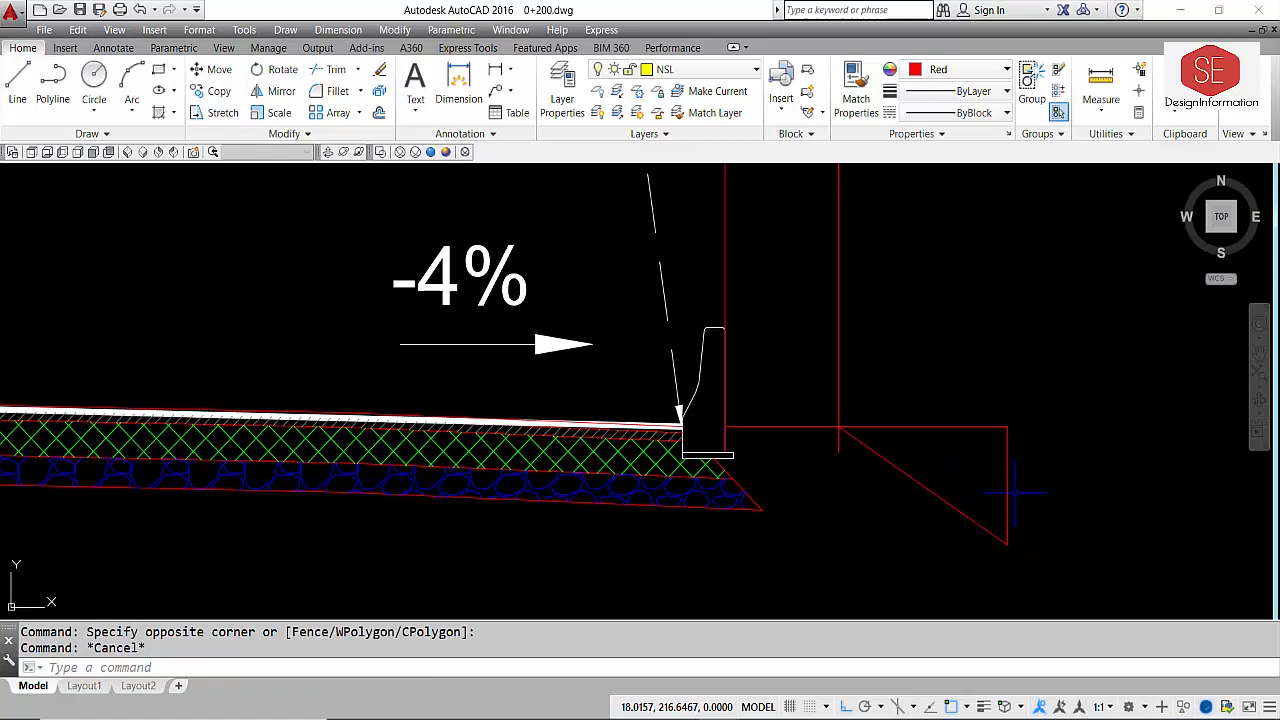 Autodesk AutoCAD 2016 0+200.dwg
Type a keyword or phrase
Sign In
File Edit View Insert Format Tools Draw Dimension Modify Parametric Window Help Express
Home Insert Annotate Parametric View Manage Output Add-ins A360 Express Tools Featured Apps BIM 360 Performance
Line Polyline Circle Arc
Move Rotate Trim
Copy Mirror Fillet
Stretch Scale Array
Text Dimension Table
Layer Properties
NSL
Make Current
Match Layer
Insert
Match Properties
Red
ByLayer
ByBlock
Group
Measure
SE
DesignInformation
Draw Modify Annotation Layers Block Properties Groups Utilities Clipboard View
N
W TOP E
S
WCS
-4%
Y
X
Command: Specify opposite corner or [Fence/WPolygon/CPolygon]:
Command: *Cancel*
Type a command
Model Layout1 Layout2 +
18.0157, 216.6467, 0.0000 MODEL 1:1